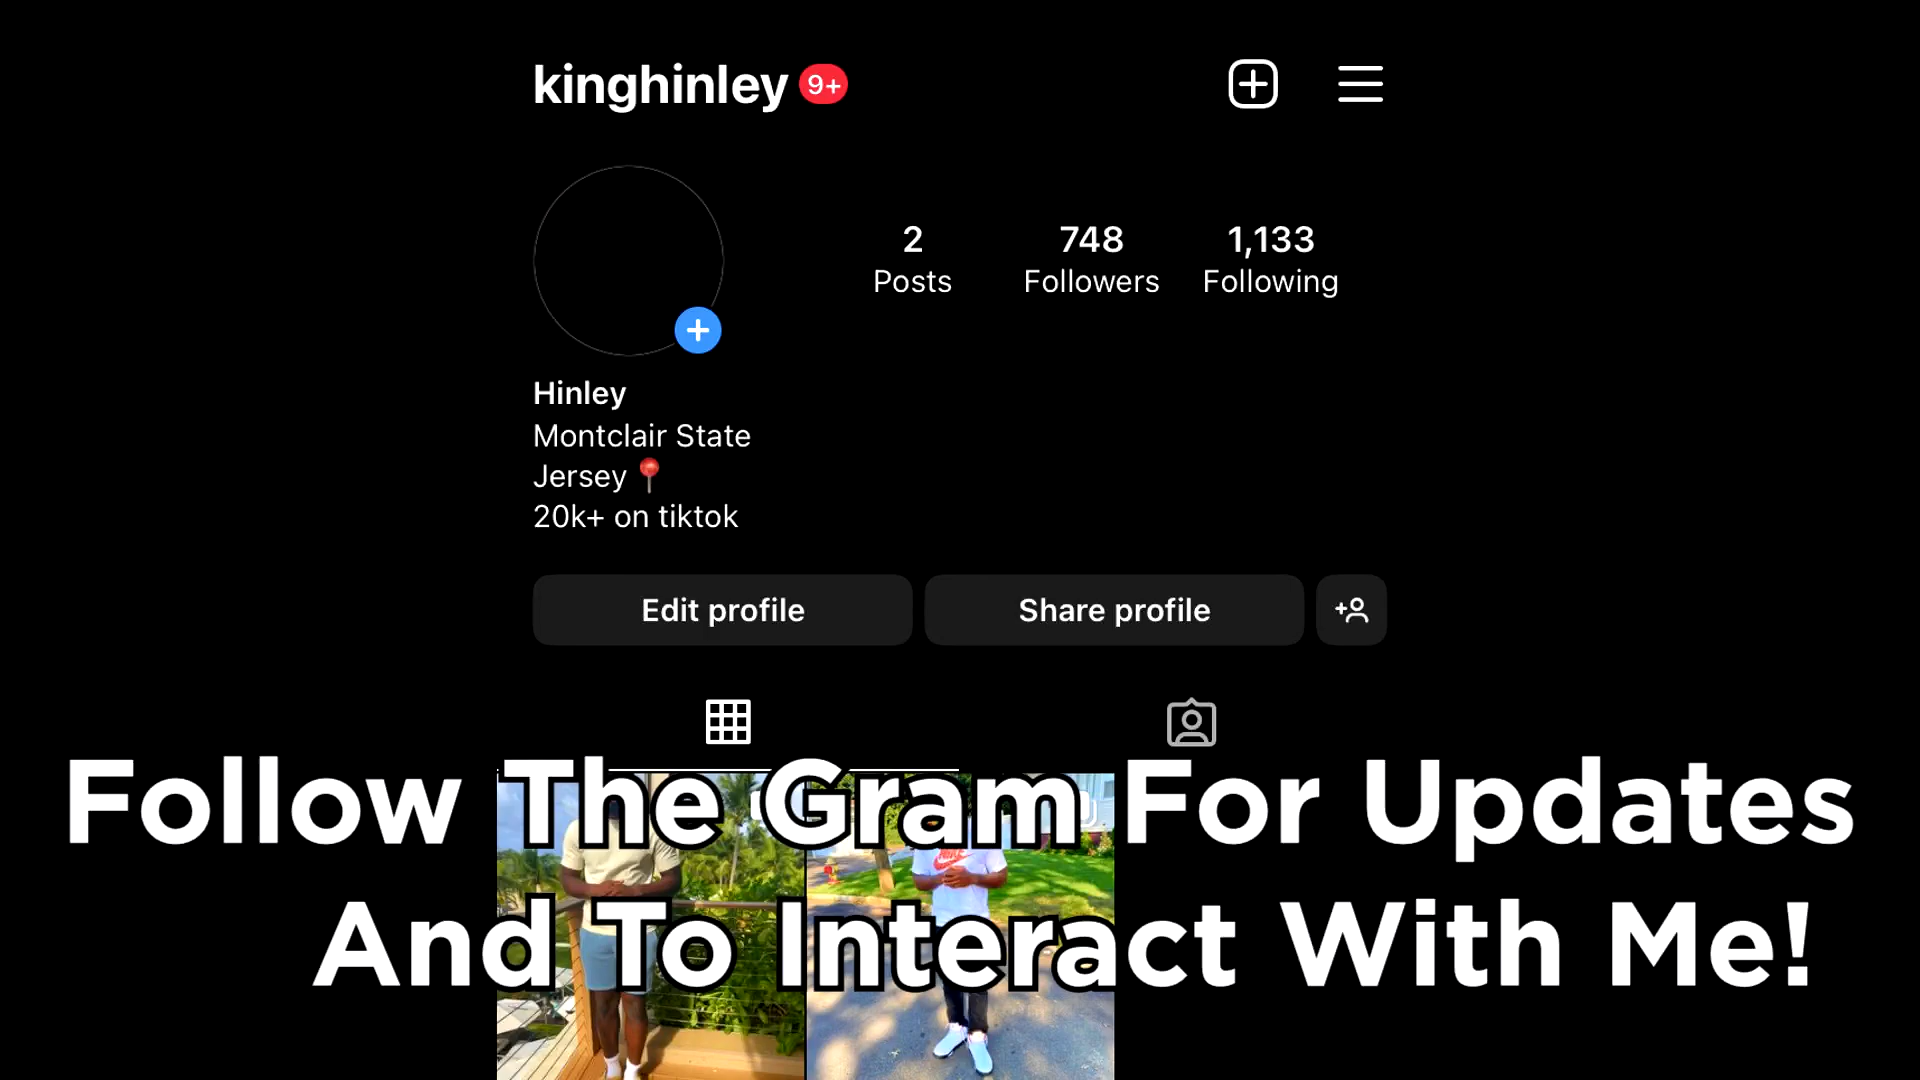 kinghinley 9+
2 748 1,133
Posts Followers Following
Hinley
Montclair State
Jersey📍
20k+ on tiktok
Edit profile Share profile
Follow The Gram For Updates
And To Interact With Me!
NIKE